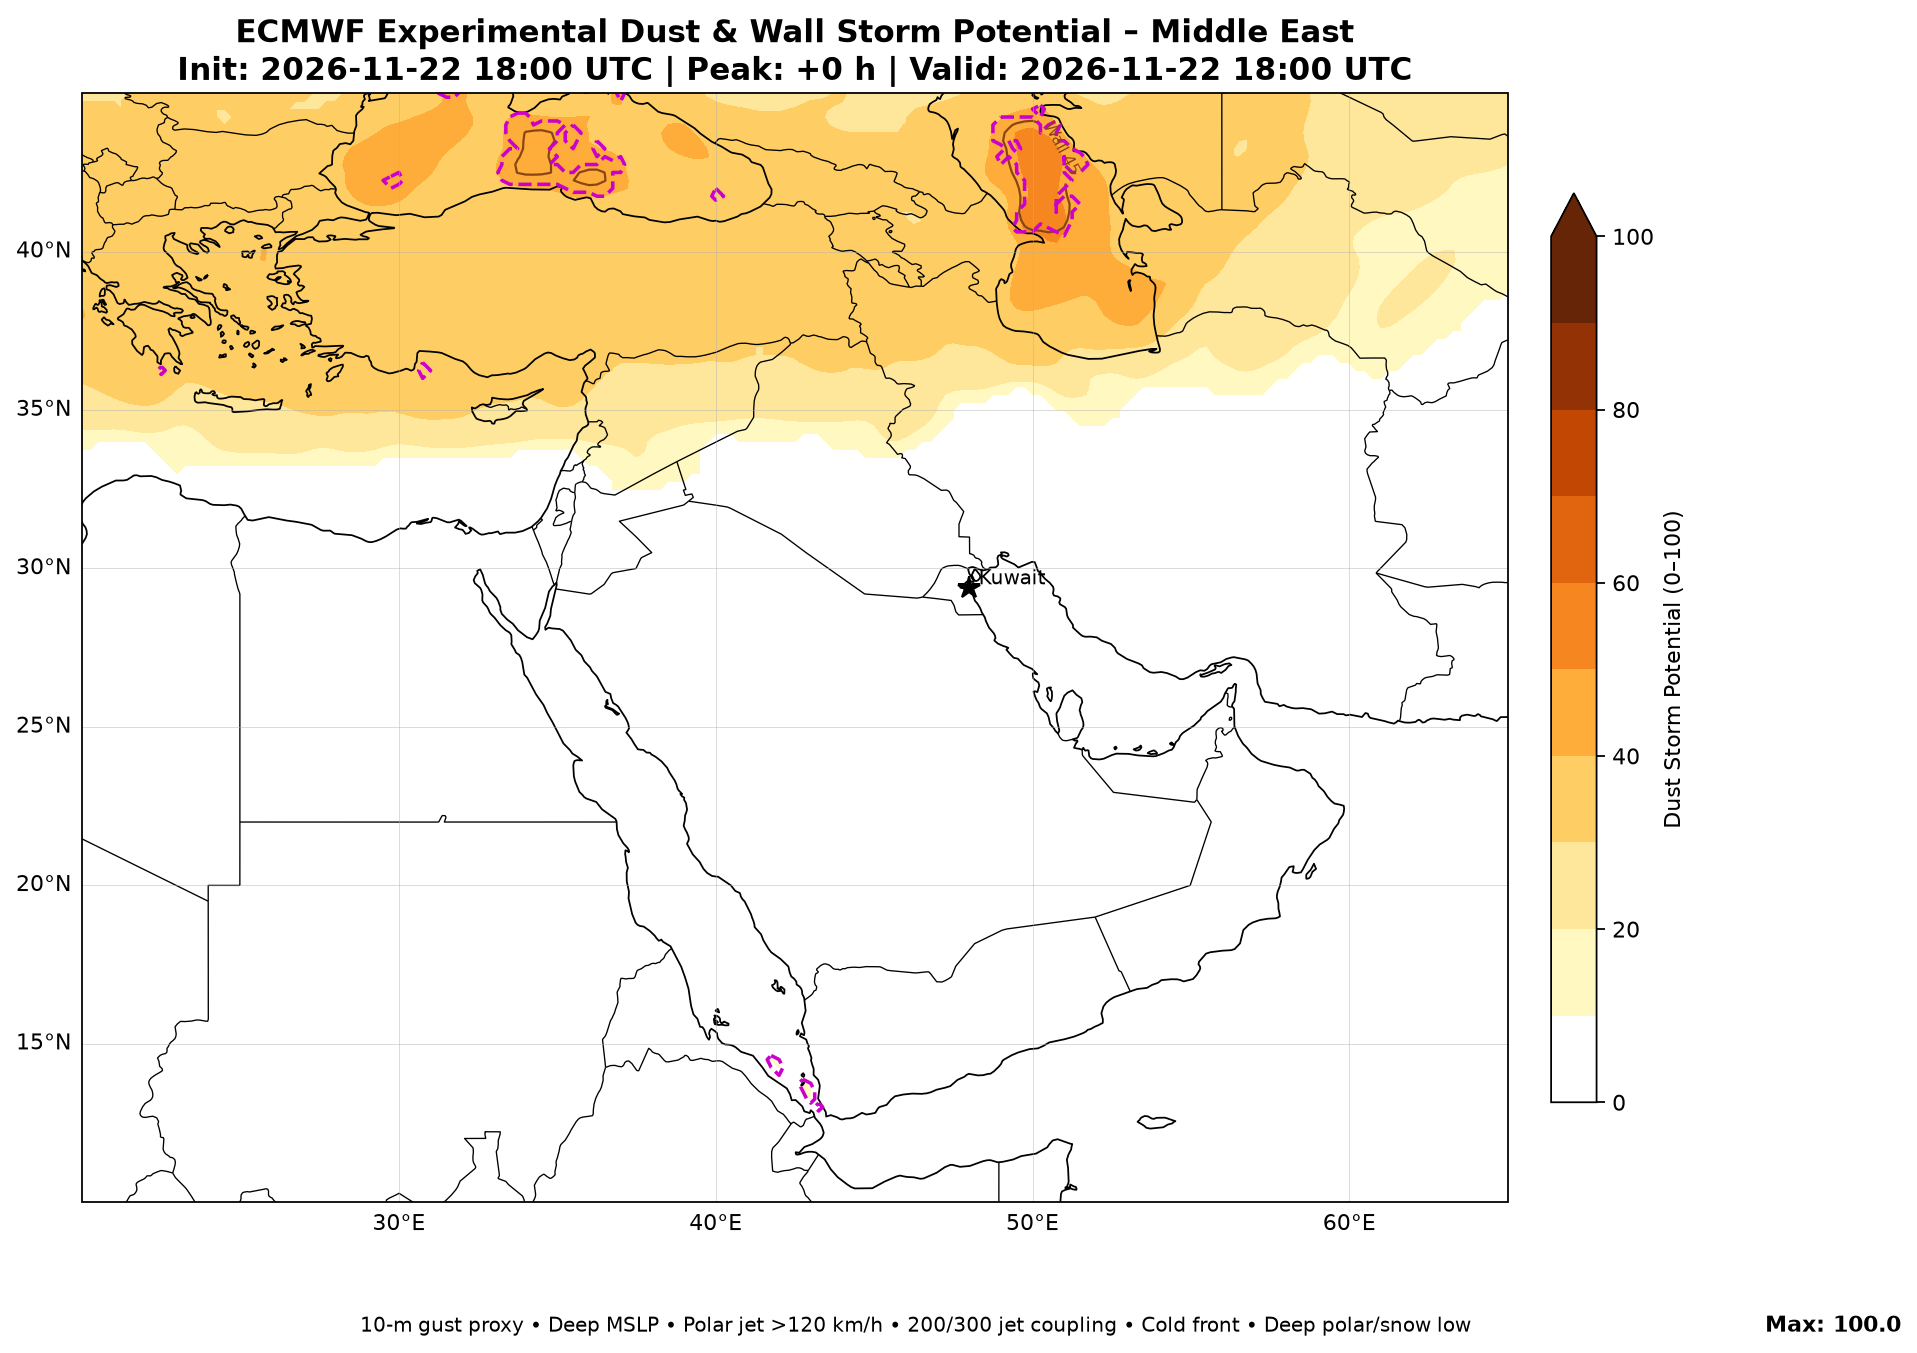 ECMWF Experimental Dust & Wall Storm Potential – Middle East
Init: 2026-11-22 18:00 UTC | Peak: +0 h | Valid: 2026-11-22 18:00 UTC
Wall 45
40°N
35°N
30°N
25°N
20°N
15°N
Kuwait
30°E
40°E
50°E
60°E
100
80
60
40
20
0
Dust Storm Potential (0–100)
10-m gust proxy • Deep MSLP • Polar jet >120 km/h • 200/300 jet coupling • Cold front • Deep polar/snow low
Max: 100.0